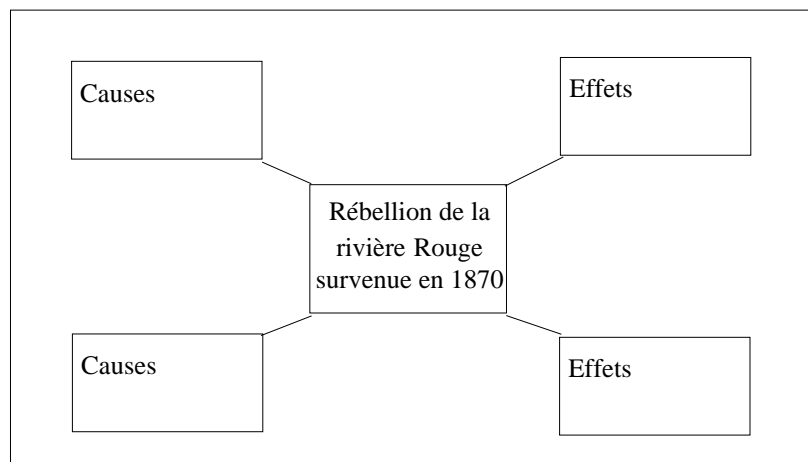 Causes
Effets
Rébellion de la
rivière Rouge
survenue en 1870
Causes
Effets